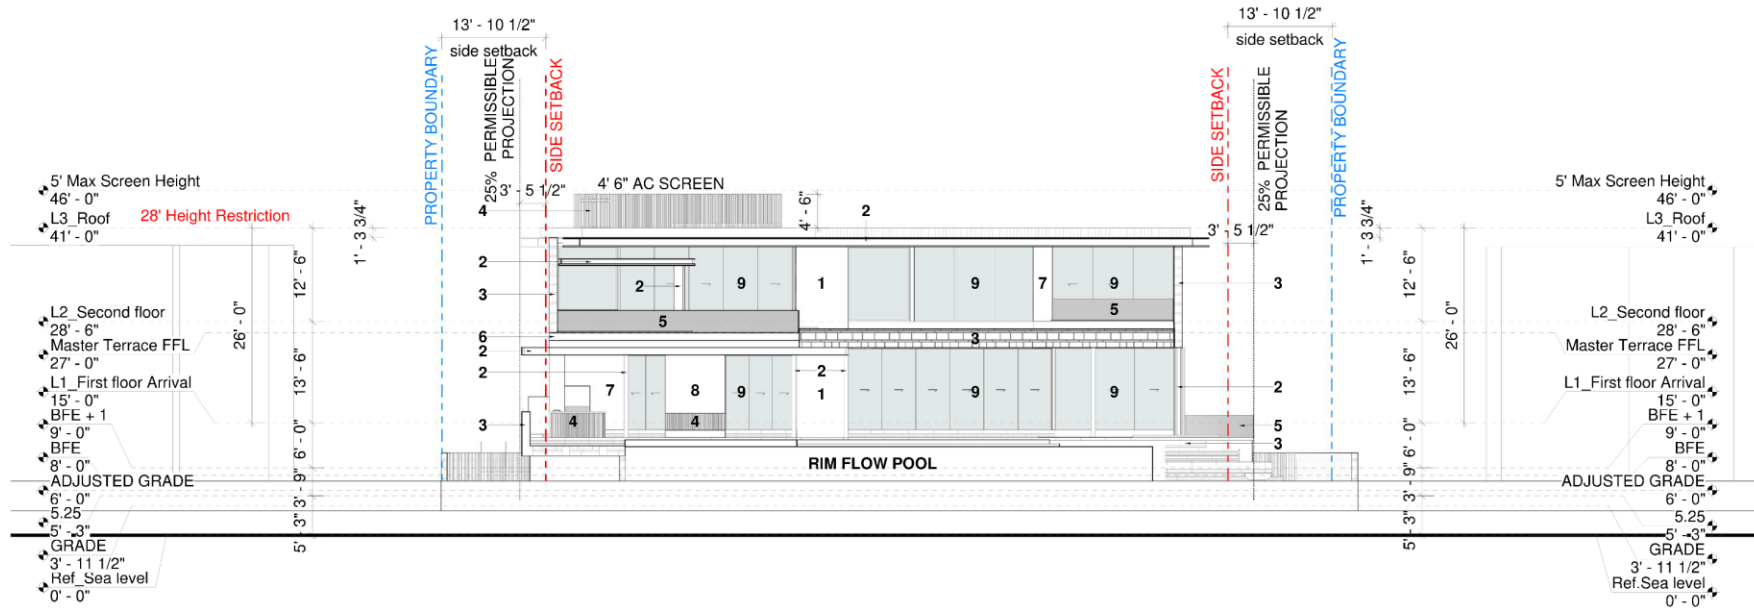 13' - 10 1/2"
side setback
PROPERTY BOUNDARY
25% PERMISSIBLE
PROJECTION
SIDE SETBACK
3' - 5 1/2"
13' - 10 1/2"
side setback
SIDE SETBACK
25% PERMISSIBLE
PROJECTION
PROPERTY BOUNDARY
3' - 5 1/2"
5' Max Screen Height
46' - 0"
L3_Roof
41' - 0"
28' Height Restriction
L2_Second floor
28' - 6"
Master Terrace FFL
27' - 0"
L1_First floor Arrival
15' - 0"
BFE + 1
9' - 0"
BFE
8' - 0"
ADJUSTED GRADE
6' - 0"
5.25
5' - 3"
GRADE
3' - 11 1/2"
Ref_Sea level
0' - 0"
26' - 0"
1' - 3 3/4"
12' - 6"
13' - 6"
6' - 0"
3' - 9"
5' - 3"
4' 6" AC SCREEN
4' - 6"
4
2
2
3
2
9
1
9
7
9
3
5
5
6
2
3
2
7
8
9
2
1
9
9
2
3
4
4
5
3
RIM FLOW POOL
1' - 3 3/4"
12' - 6"
13' - 6"
6' - 0"
3' - 9"
5' - 3"
26' - 0"
5' Max Screen Height
46' - 0"
L3_Roof
41' - 0"
L2_Second floor
28' - 6"
Master Terrace FFL
27' - 0"
L1_First floor Arrival
15' - 0"
BFE + 1
9' - 0"
BFE
8' - 0"
ADJUSTED GRADE
6' - 0"
5.25
5' - 3"
GRADE
3' - 11 1/2"
Ref.Sea level
0' - 0"